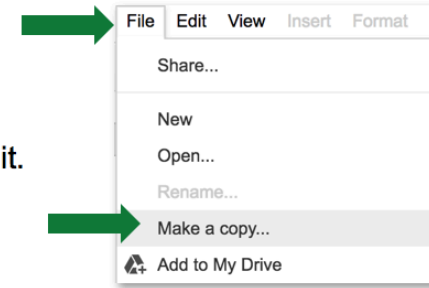 File Edit View Insert Format
Share...
New
it.
Open...
Rename...
Make a copy...
Add to My Drive